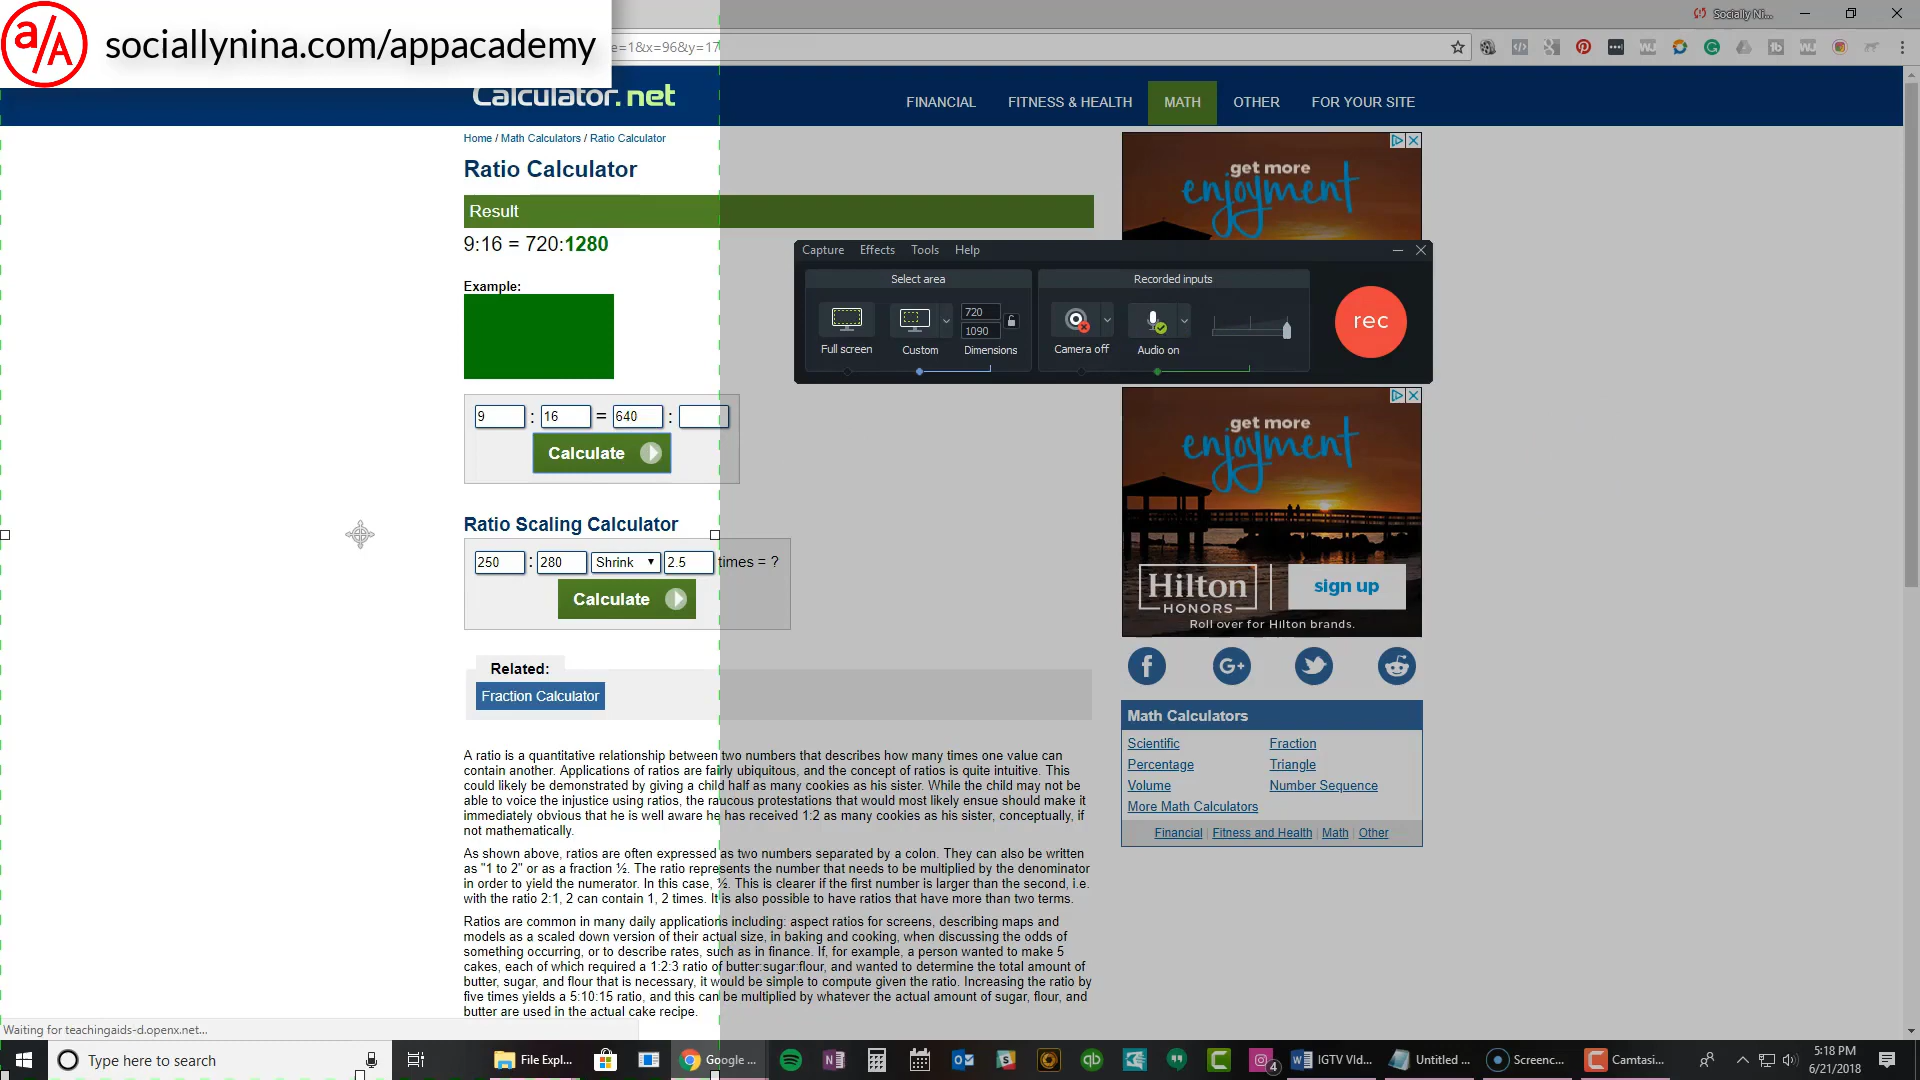 a/A sociallynina.com/appacademy
Socially Ni...
e=1&x=96&y=17
Calculator.net
FINANCIAL FITNESS & HEALTH MATH OTHER FOR YOUR SITE
Home / Math Calculators / Ratio Calculator
Ratio Calculator
Result
9:16 = 720:1280
Example:
9 : 16 = 640 :
Calculate
Ratio Scaling Calculator
250 : 280 Shrink 2.5 times = ?
Calculate
Related:
Fraction Calculator
A ratio is a quantitative relationship between two numbers that describes how many times one value can
contain another. Applications of ratios are fairly ubiquitous, and the concept of ratios is quite intuitive. This
could likely be demonstrated by giving a child half as many cookies as his sister. While the child may not be
able to voice the injustice using ratios, the raucous protestations that would most likely ensue should make it
immediately obvious that he is well aware he has received 1:2 as many cookies as his sister, conceptually, if
not mathematically.
As shown above, ratios are often expressed as two numbers separated by a colon. They can also be written
as "1 to 2" or as a fraction ½. The ratio represents the number that needs to be multiplied by the denominator
in order to yield the numerator. In this case, ½. This is clearer if the first number is larger than the second, i.e.
with the ratio 2:1, 2 can contain 1, 2 times. It is also possible to have ratios that have more than two terms.
Ratios are common in many daily applications including: aspect ratios for screens, describing maps and
models as a scaled down version of their actual size, in baking and cooking, when discussing the odds of
something occurring, or to describe rates, such as in finance. If, for example, a person wanted to make 5
cakes, each of which required a 1:2:3 ratio of butter:sugar:flour, and wanted to determine the total amount of
butter, sugar, and flour that is necessary, it would be simple to compute given the ratio. Increasing the ratio by
five times yields a 5:10:15 ratio, and this can be multiplied by whatever the actual amount of sugar, flour, and
butter are used in the actual cake recipe.
get more
enjoyment
Capture Effects Tools Help
Select area
Recorded inputs
720
1090
Full screen Custom Dimensions
Camera off Audio on
rec
get more
enjoyment
Hilton
HONORS
sign up
Roll over for Hilton brands.
Math Calculators
Scientific Fraction
Percentage Triangle
Volume Number Sequence
More Math Calculators
Financial | Fitness and Health | Math | Other
Waiting for teachingaids-d.openx.net...
Type here to search
File Expl...
Google ...
4
IGTV VId...
Untitled ...
Screenc...
Camtasi...
5:18 PM
6/21/2018